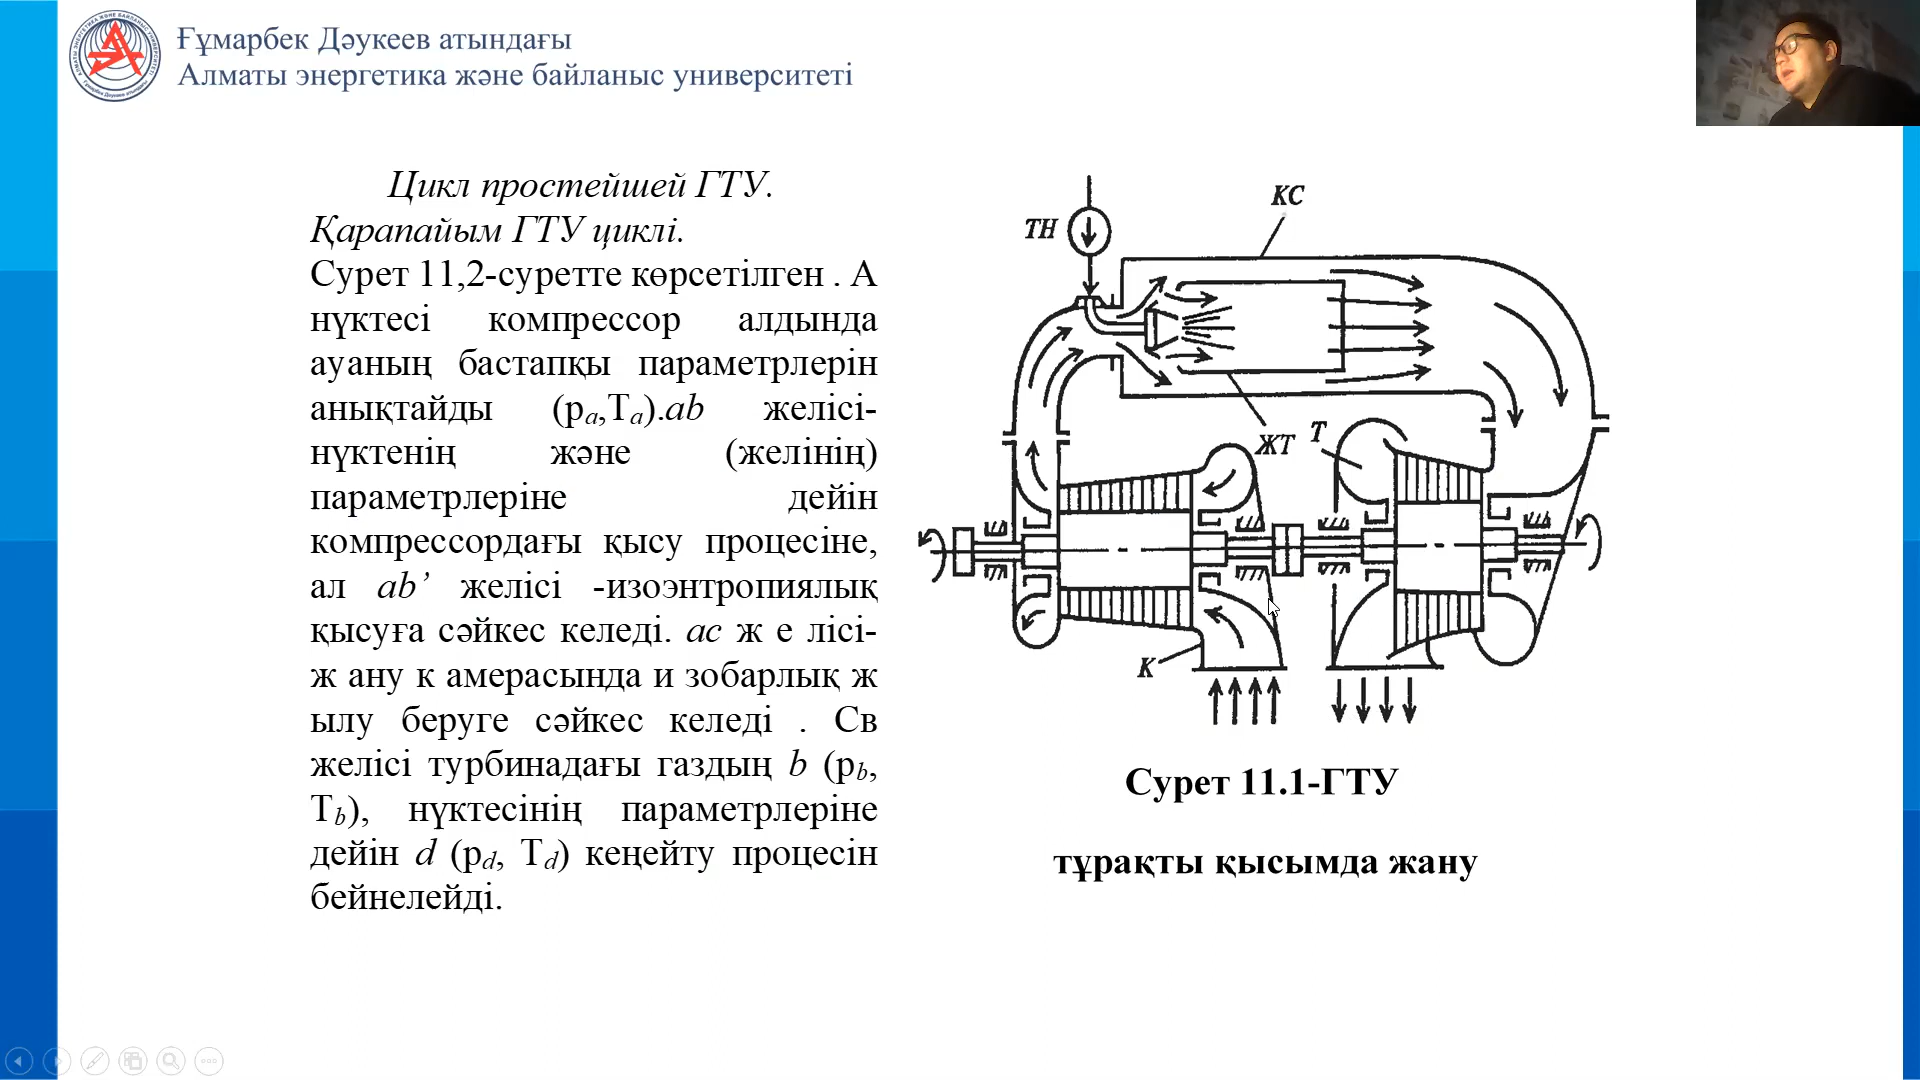 Ғұмарбек Дәукеев атындағы
Алматы энергетика және байланыс университеті
Цикл простейшей ГТУ.
Қарапайым ГТУ циклі.
Сурет 11,2-суретте көрсетілген . А
нүктесі компрессор алдында
ауаның бастапқы параметрлерін
анықтайды (pa,Ta).ab желісі-
нүктенің және (желінің)
параметрлеріне дейін
компрессордағы қысу процесіне,
ал ab’ желісі -изоэнтропиялық
қысуға сәйкес келеді. ac ж е лісі-
ж ану к амерасында и зобарлық ж
ылу беруге сәйкес келеді . Св
желісі турбинадағы газдың b (pb,
Tb), нүктесінің параметрлеріне
дейін d (pd, Td) кеңейту процесін
бейнелейді.
КС
ТН
ЖТ
Т
К
Сурет 11.1-ГТУ
тұрақты қысымда жану